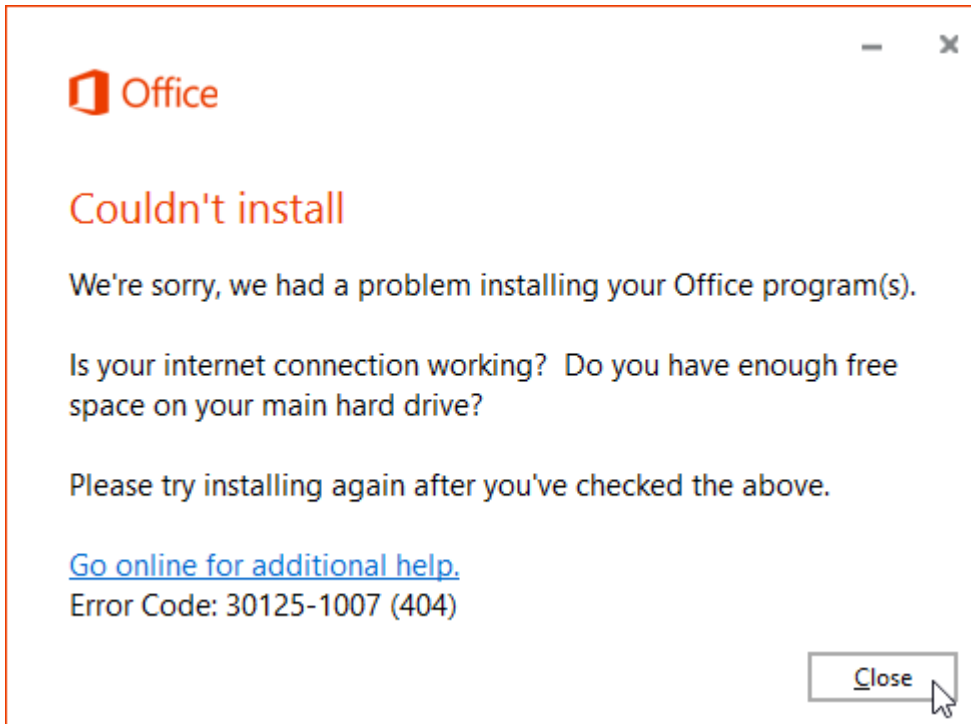 Office
Couldn't install
We're sorry, we had a problem installing your Office program(s).
Is your internet connection working?  Do you have enough free
space on your main hard drive?
Please try installing again after you've checked the above.
Go online for additional help.
Error Code: 30125-1007 (404)
Close